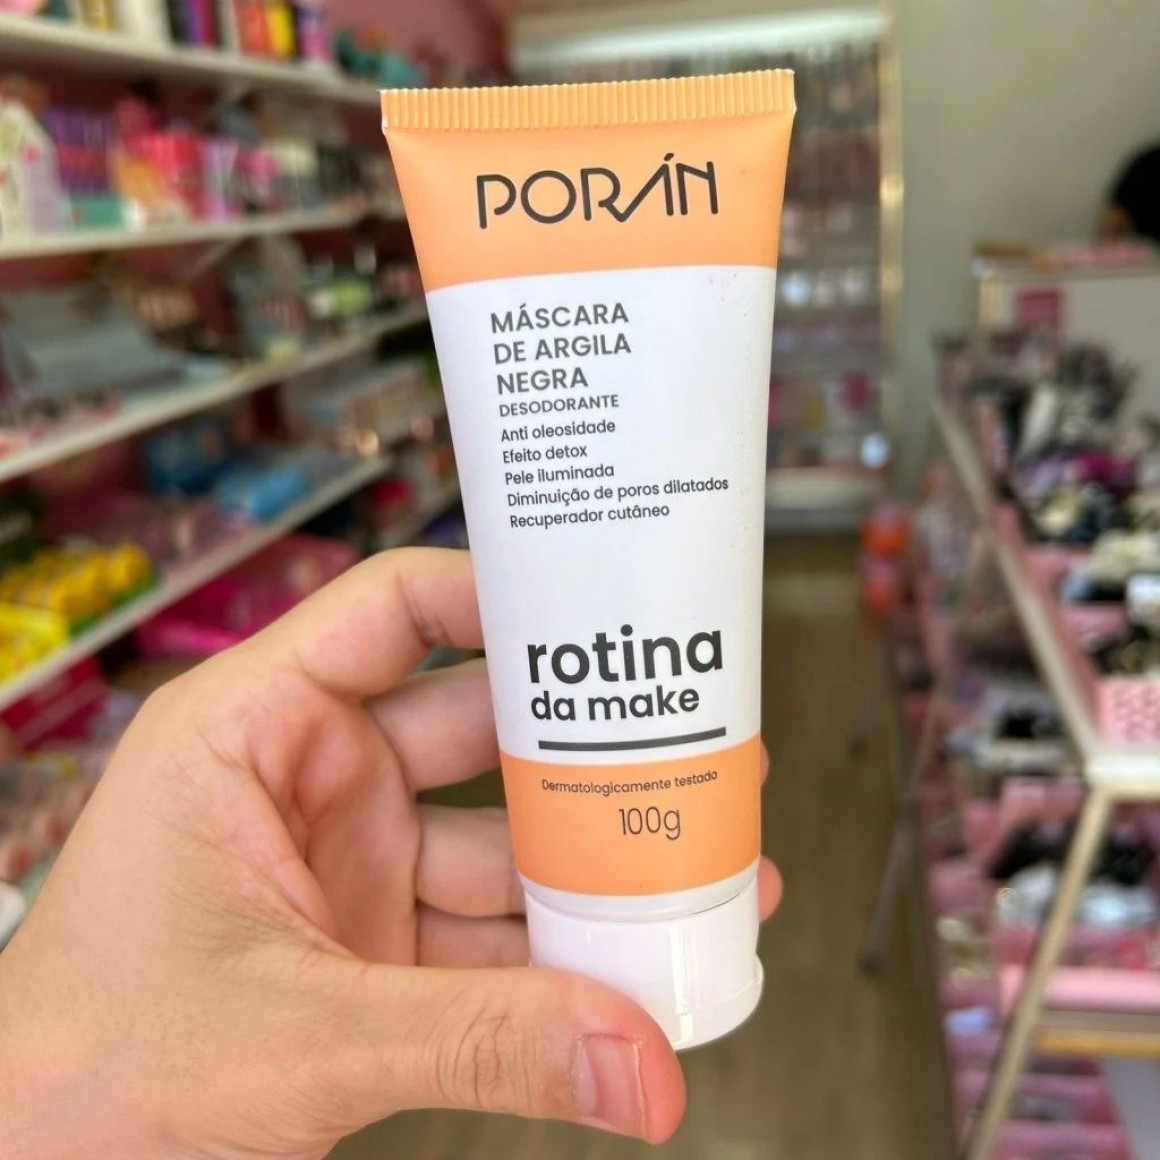 PORÁN
MÁSCARA
DE ARGILA
NEGRA
DESODORANTE
Anti oleosidade
Efeito detox
Pele iluminada
Diminuição de poros dilatados
Recuperador cutâneo
rotina
da make
Dermatologicamente testado
100g